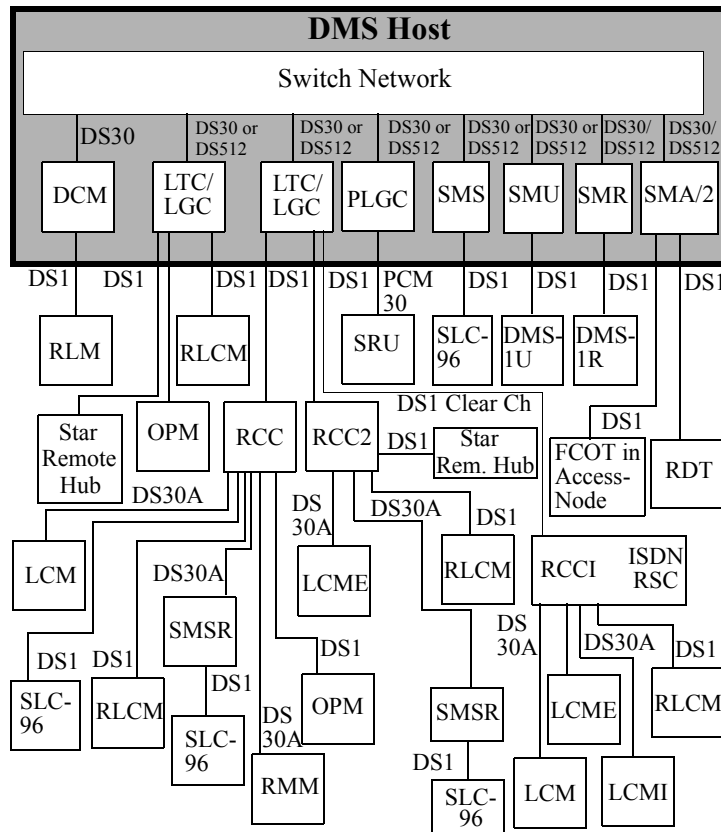 DMS Host
Switch Network
DS30
DS30 or
DS512
DS30 or
DS512
DS30 or
DS512
DS30 or
DS512
DS30 or
DS512
DS30/
DS512
DS30/
DS512
DCM
LTC/
LGC
LTC/
LGC
PLGC
SMS
SMU
SMR
SMA/2
DS1
DS1
DS1
DS1
DS1
PCM
30
DS1
DS1
DS1
DS1
RLM
RLCM
SRU
SLC-
96
DMS-
1U
DMS-
1R
DS1 Clear Ch
DS1
Star
Remote
Hub
OPM
RCC
RCC2
DS1
Star
Rem. Hub
FCOT in
Access-
Node
RDT
DS30A
DS
30A
DS30A
DS1
LCM
DS30A
LCME
RLCM
RCCI
ISDN
RSC
SMSR
DS
30A
DS30A
DS1
DS1
DS1
DS1
DS1
SLC-
96
RLCM
SLC-
96
DS
30A
OPM
SMSR
LCME
RLCM
RMM
DS1
SLC-
96
LCM
LCMI